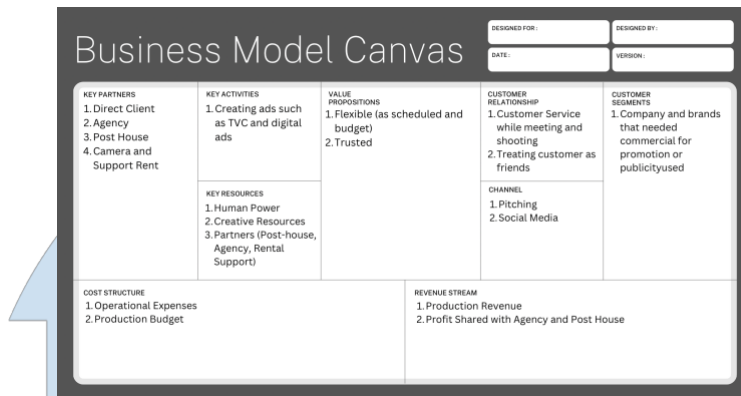 Business Model Canvas
DESIGNED FOR :
DESIGNED BY :
DATE :
VERSION :
KEY PARTNERS
1. Direct Client
2. Agency
3. Post House
4. Camera and
Support Rent
KEY ACTIVITIES
1. Creating ads such
as TVC and digital
ads
KEY RESOURCES
1. Human Power
2. Creative Resources
3. Partners (Post-house,
Agency, Rental
Support)
VALUE
PROPOSITIONS
1. Flexible (as scheduled and
budget)
2. Trusted
CUSTOMER
RELATIONSHIP
1. Customer Service
while meeting and
shooting
2. Treating customer as
friends
CHANNEL
1. Pitching
2. Social Media
CUSTOMER
SEGMENTS
1. Company and brands
that needed
commercial for
promotion or
publicityused
COST STRUCTURE
1. Operational Expenses
2. Production Budget
REVENUE STREAM
1. Production Revenue
2. Profit Shared with Agency and Post House